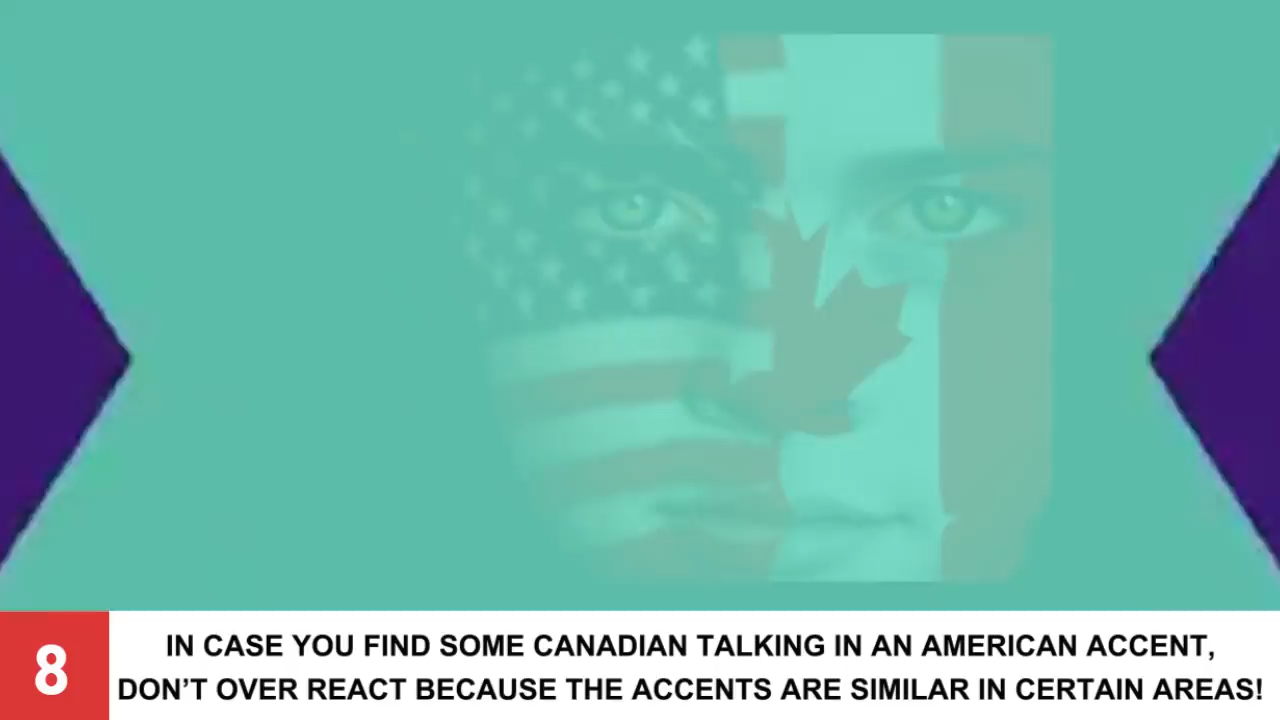 8
IN CASE YOU FIND SOME CANADIAN TALKING IN AN AMERICAN ACCENT,
DON’T OVER REACT BECAUSE THE ACCENTS ARE SIMILAR IN CERTAIN AREAS!